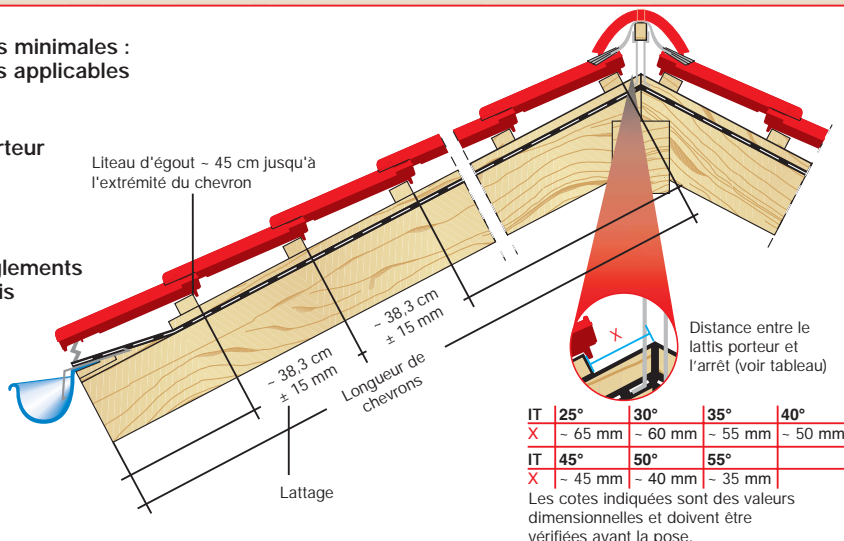 s minimales :
s applicables
rteur
glements
is
Liteau d'égout ~ 45 cm jusqu'à
l'extrémité du chevron
~ 38,3 cm
± 15 mm
~ 38,3 cm
± 15 mm
Longueur de
chevrons
Lattage
X
Distance entre le
lattis porteur et
l'arrêt (voir tableau)
IT 25° 30° 35° 40°
X ~ 65 mm ~ 60 mm ~ 55 mm ~ 50 mm
IT 45° 50° 55°
X ~ 45 mm ~ 40 mm ~ 35 mm
Les cotes indiquées sont des valeurs
dimensionnelles et doivent être
vérifiées avant la pose.